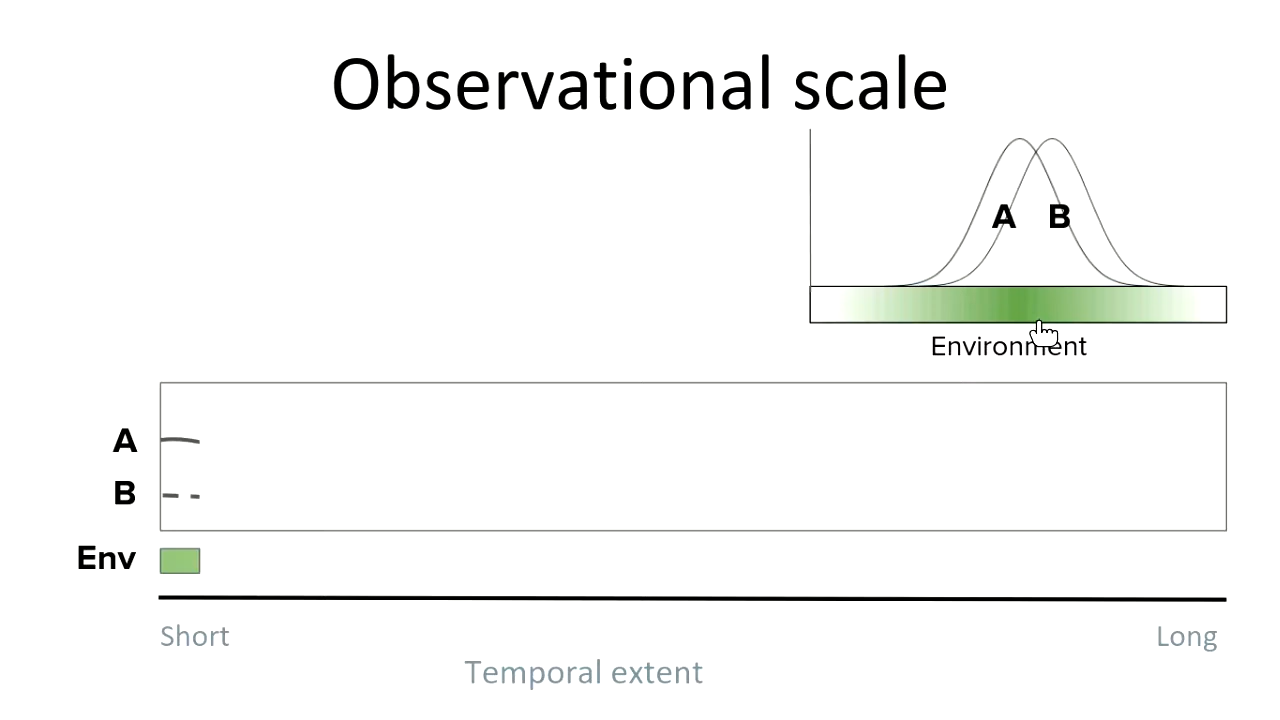 Observational scale
A B
Environment
A
B
Env
Short Long
Temporal extent